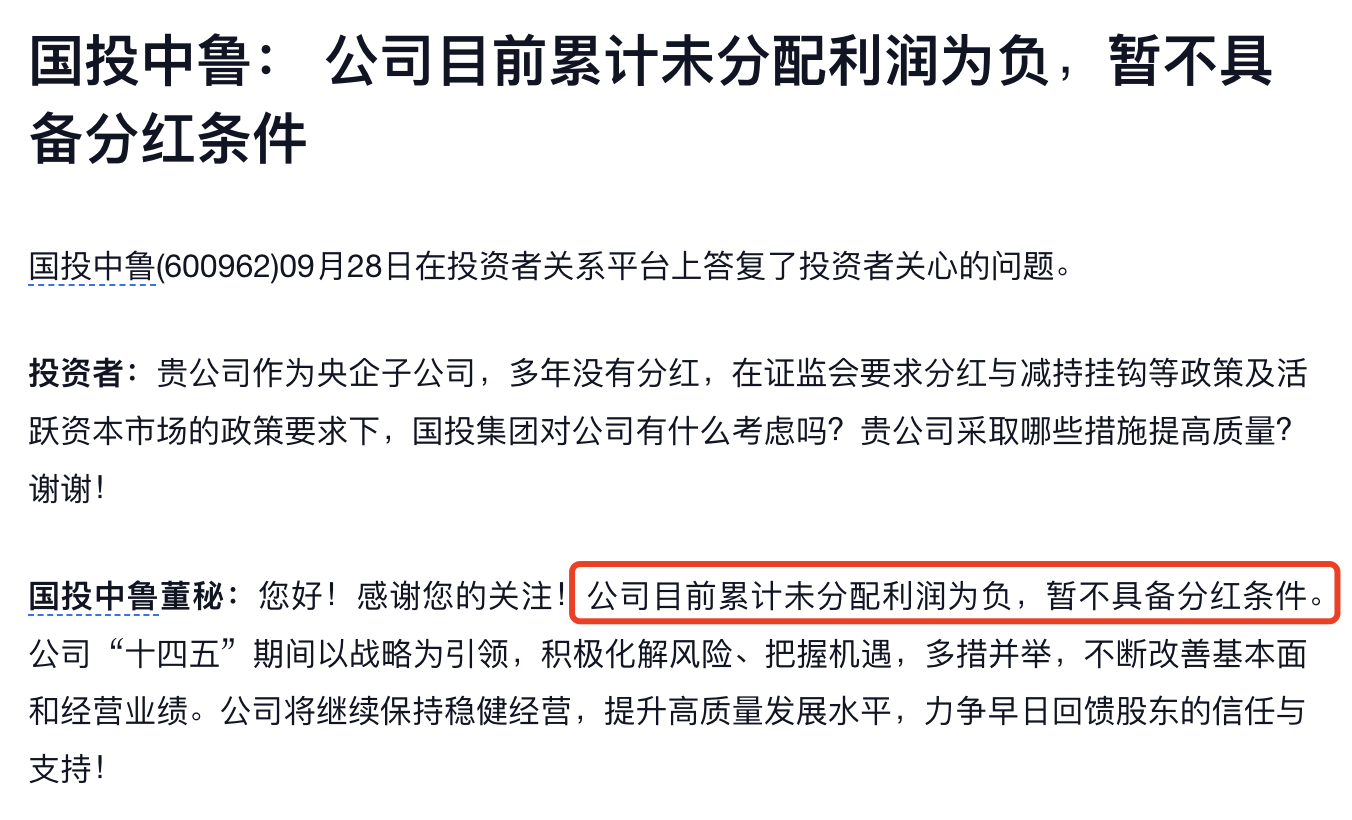 国投中鲁： 公司目前累计未分配利润为负，暂不具
备分红条件
国投中鲁(600962)09月28日在投资者关系平台上答复了投资者关心的问题。
投资者：贵公司作为央企子公司，多年没有分红，在证监会要求分红与减持挂钩等政策及活
跃资本市场的政策要求下，国投集团对公司有什么考虑吗？贵公司采取哪些措施提高质量？
谢谢！
国投中鲁董秘：您好！感谢您的关注！公司目前累计未分配利润为负，暂不具备分红条件。
公司“十四五”期间以战略为引领，积极化解风险、把握机遇，多措并举，不断改善基本面
和经营业绩。公司将继续保持稳健经营，提升高质量发展水平，力争早日回馈股东的信任与
支持！